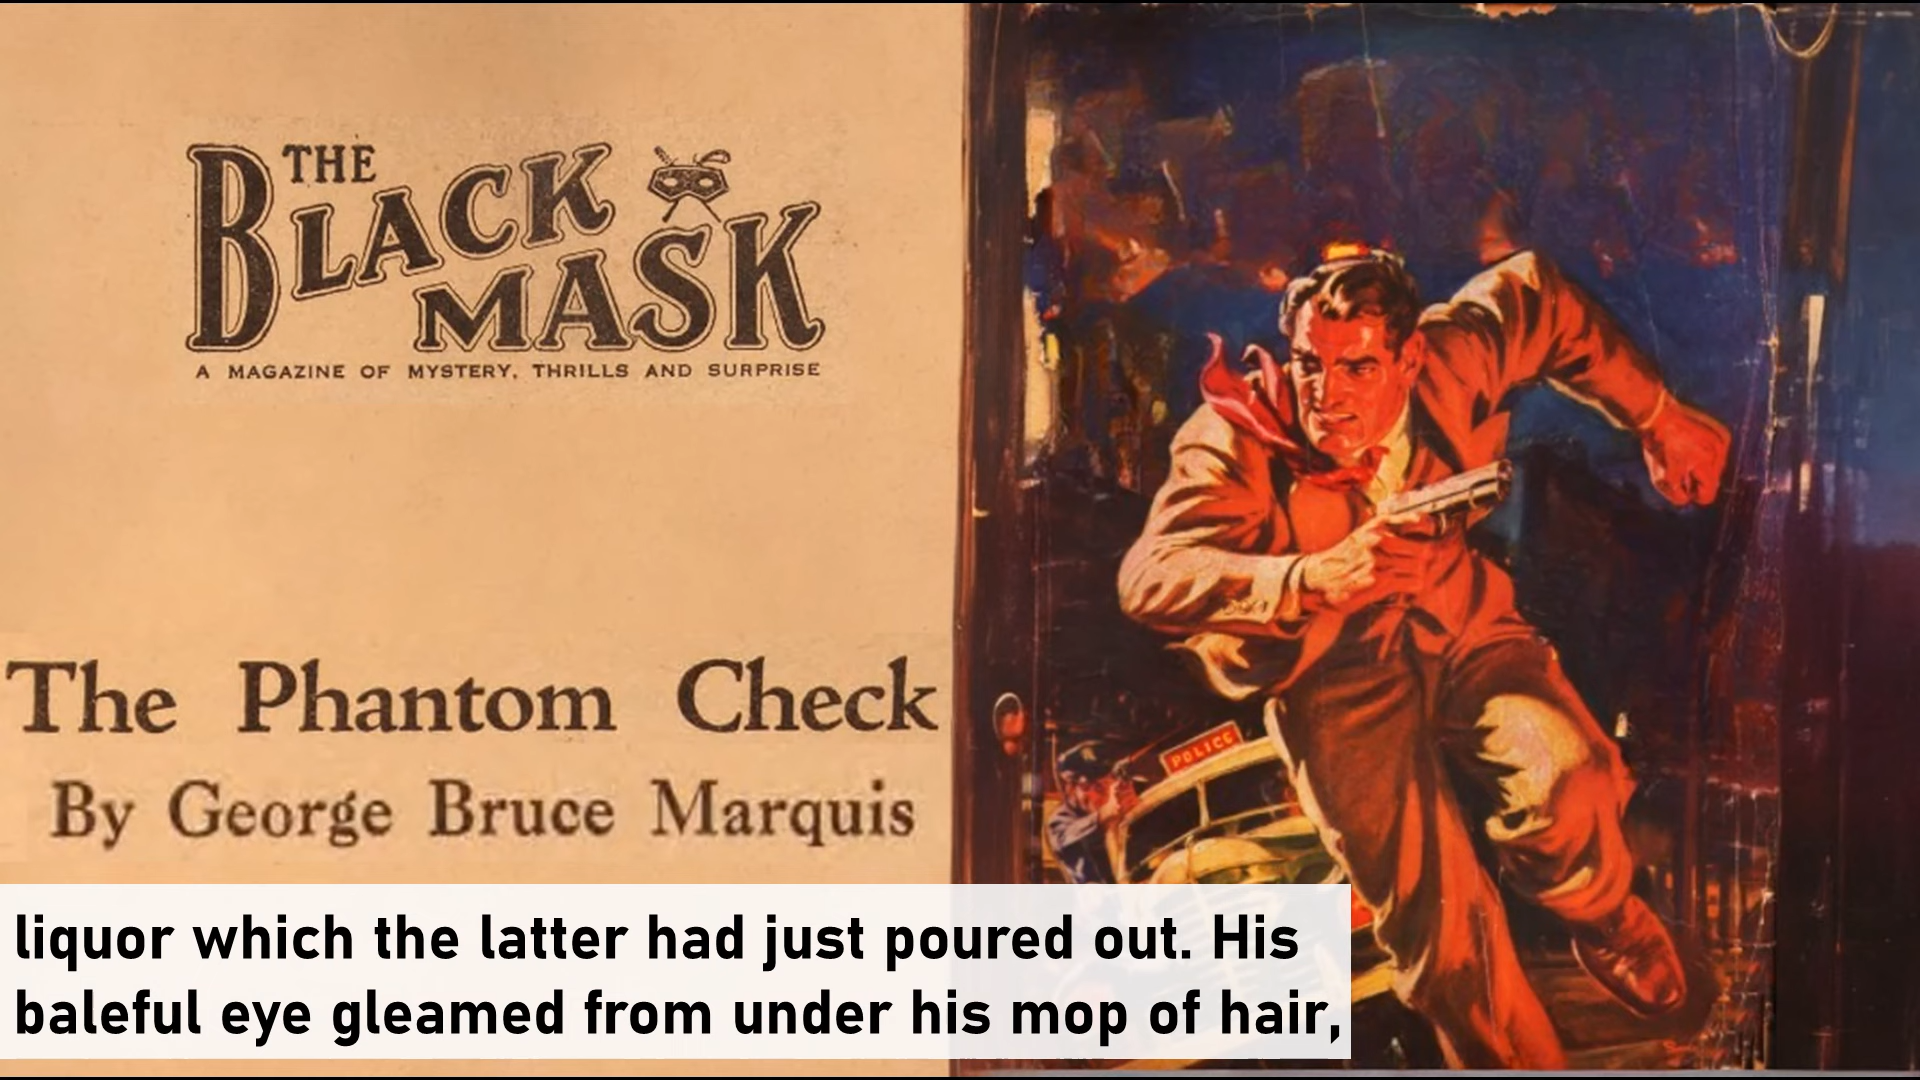 THE
BLACK
MASK
A MAGAZINE OF MYSTERY, THRILLS AND SURPRISE
The Phantom Check
By George Bruce Marquis
POLICE
liquor which the latter had just poured out. His
baleful eye gleamed from under his mop of hair,